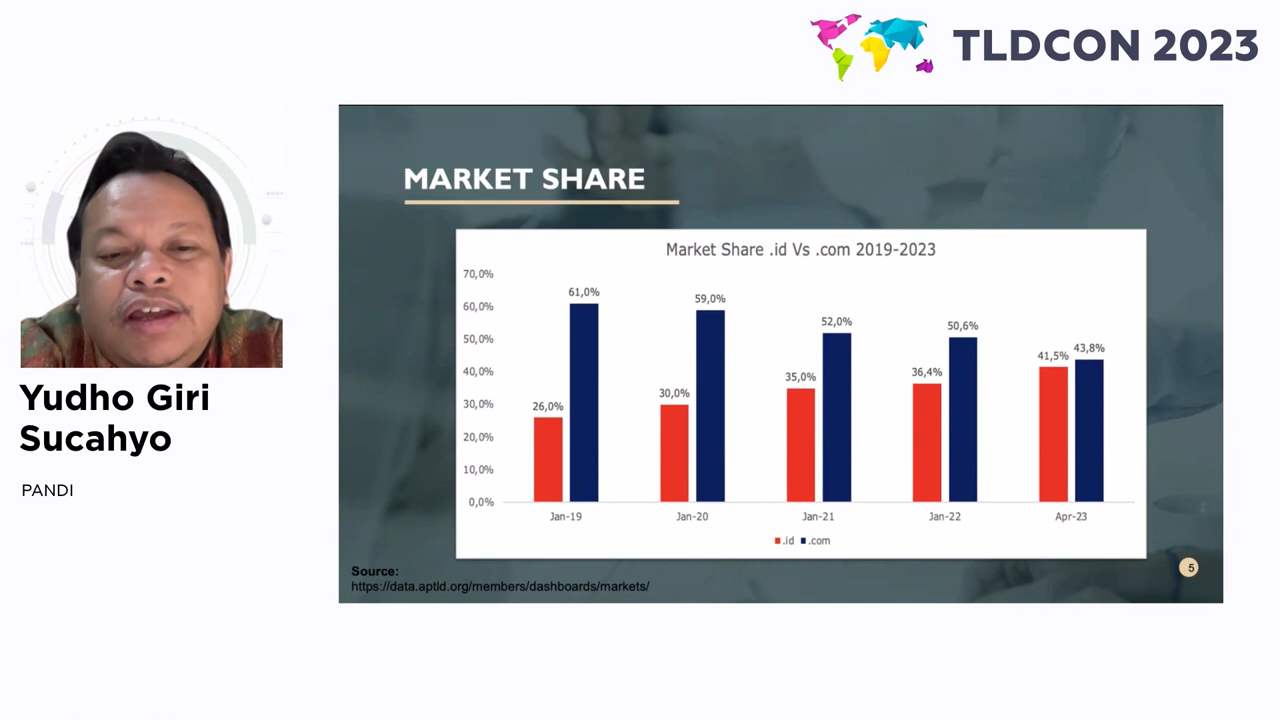 TLDCON 2023
MARKET SHARE
Market Share .id Vs .com 2019-2023
70,0%
60,0%
50,0%
40,0%
30,0%
20,0%
10,0%
0,0%
26,0% 61,0%
30,0% 59,0%
35,0% 52,0%
36,4% 50,6%
41,5% 43,8%
Jan-19 Jan-20 Jan-21 Jan-22 Apr-23
.id .com
Source:
https://data.aptld.org/members/dashboards/markets/
5
Yudho Giri
Sucahyo
PANDI